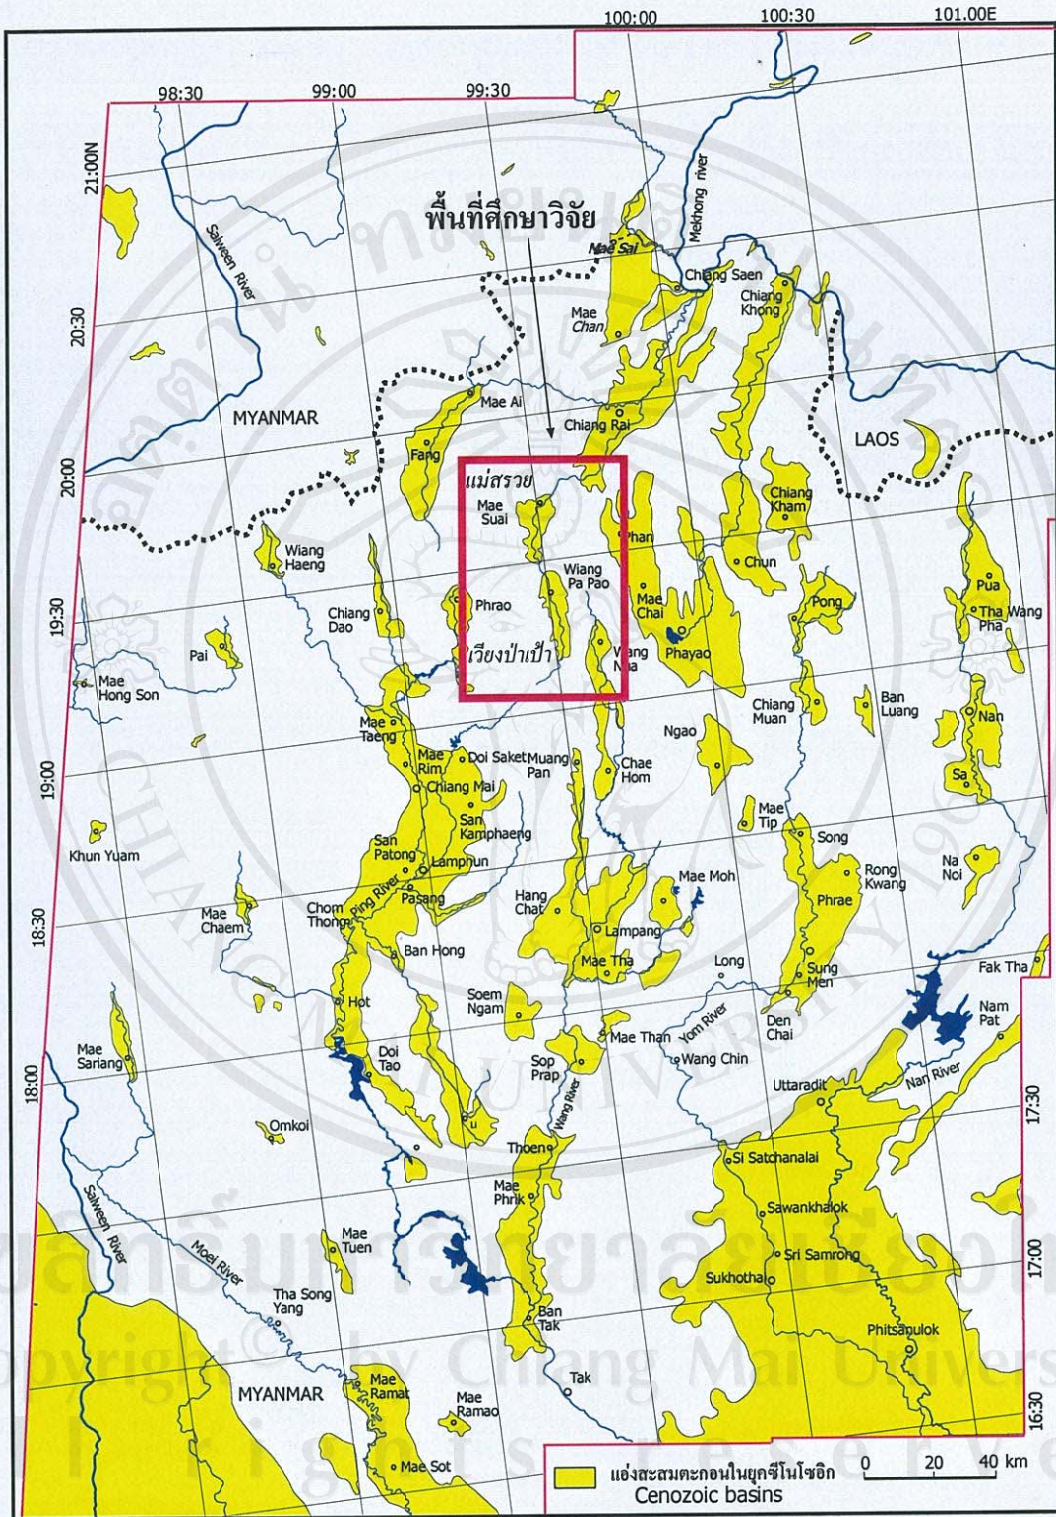 100:00
100:30
101.00E
98:30
99:00
99:30
21:00N
20:30
20:00
19:30
19:00
18:30
18:00
17:30
17:00
16:30
พื้นที่ศึกษาวิจัย
Salween River
Mekhong river
Mae Sai
Chiang Saen
Chiang
Khong
Mae
Chan
MYANMAR
LAOS
Mae Ai
Fang
Chiang Rai
แม่สรวย
Mae
Suai
Phan
Chiang
Kham
Chun
Wiang
Haeng
Wiang
Pa Pao
Mae
Chai
Phrao
Chiang
Dao
Pong
Pua
Tha Wang
Pha
Pai
เวียงป่าเป้า
Phayao
Mae
Hong Son
Chiang
Muan
Ban
Luang
Nan
Mae
Taeng
Ngao
Mae
Rim
Doi Saket
Muang
Pan
Chae
Hom
Sa
Chiang Mai
San
Kamphaeng
Mae
Tip
Song
Khun Yuam
San
Patong
Lamphun
Na
Noi
Rong
Kwang
Pasang
Ping River
Mae Moh
Hang
Chat
Phrae
Mae
Chaem
Chom
Thong
Lampang
Ban Hong
Mae Tha
Long
Sung
Men
Fak Tha
Hot
Soem
Ngam
Den
Chai
Nam
Pat
Mae Than
Yom River
Mae
Sariang
Doi
Tao
Sop
Prap
Wang Chin
Nan River
Uttaradit
Wang River
Omkoi
Thoen
Si Satchanalai
Mae
Phrik
Sawankhalok
Salween River
Moei River
Mae
Tuen
Sri Samrong
Sukhothai
Tha Song
Yang
Ban
Tak
Phitsanulok
MYANMAR
Mae
Ramat
Tak
Mae
Ramao
Mae Sot
แอ่งสะสมตะกอนในยุคซีโนโซอิก
Cenozoic basins
0 20 40 km
CHIANG MAI UNIVERSITY
Copyright © by Chiang Mai Univers